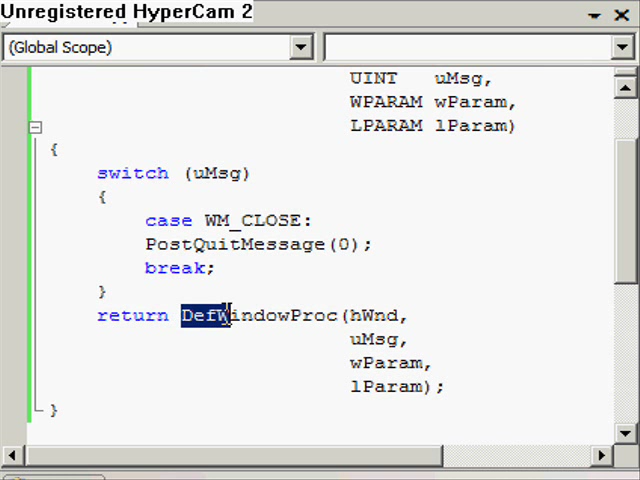 Unregistered HyperCam 2
(Global Scope)
UINT uMsg,
WPARAM wParam,
LPARAM lParam)
{
switch (uMsg)
{
case WM_CLOSE:
PostQuitMessage(0);
break;
}
return DefWindowProc(hWnd,
uMsg,
wParam,
lParam);
}